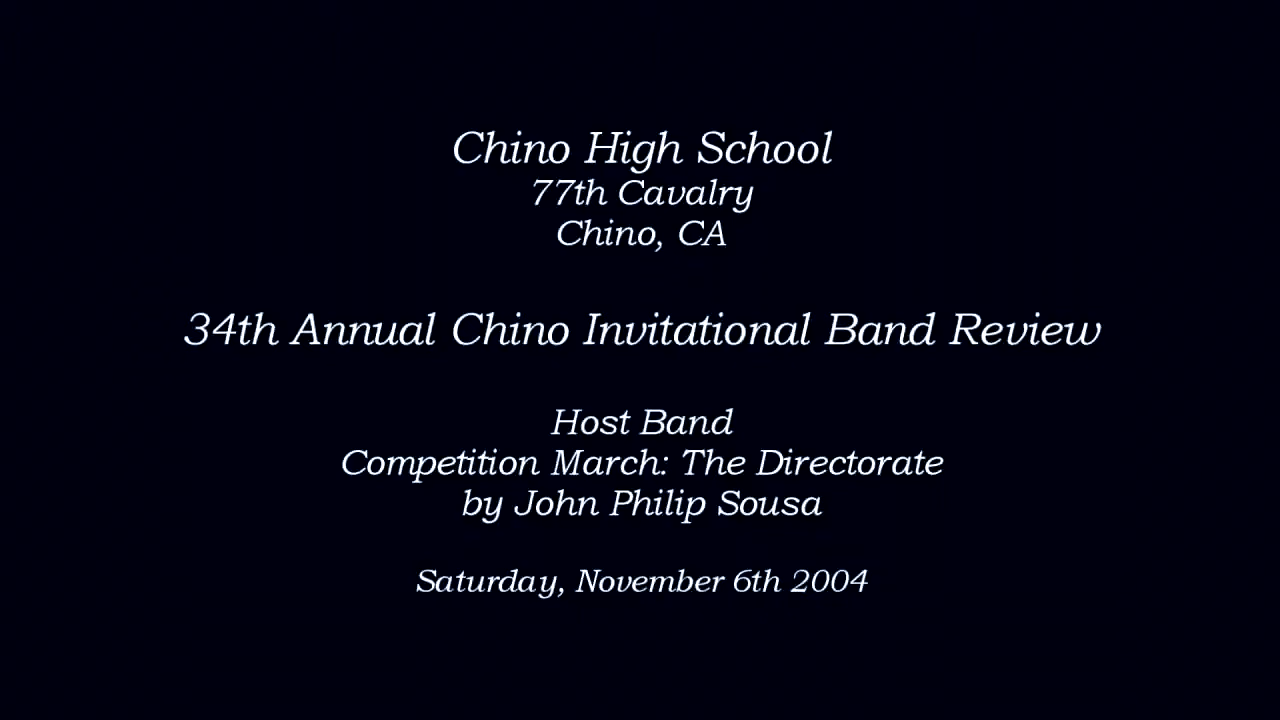 Chino High School
77th Cavalry
Chino, CA
34th Annual Chino Invitational Band Review
Host Band
Competition March: The Directorate
by John Philip Sousa
Saturday, November 6th 2004